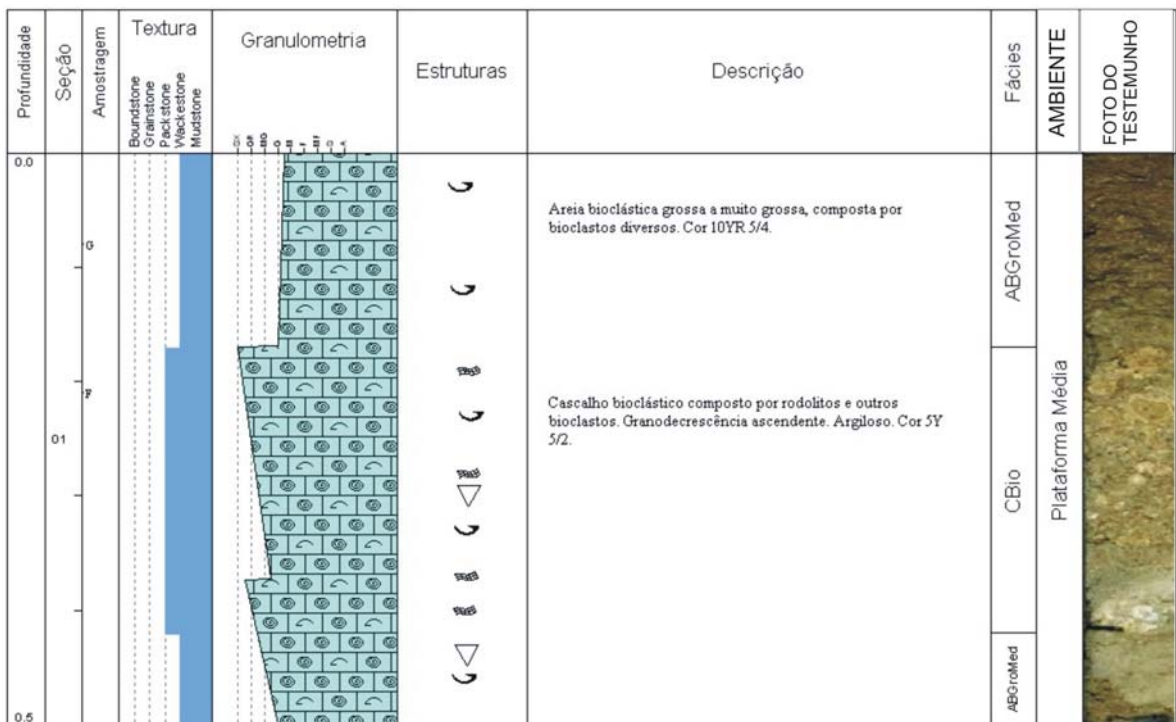 Profundidade
Seção
Amostragem
Textura
Boundstone
Grainstone
Packstone
Wackestone
Mudstone
Granulometria
Estruturas
Descrição
Fácies
AMBIENTE
FOTO DO
TESTEMUNHO
0.0
Areia bioclástica grossa a muito grossa, composta por
bioclastos diversos. Cor 10YR 5/4.
ABGroMed
G
F
Cascalho bioclástico composto por rodolitos e outros
bioclastos. Granodecrescência ascendente. Argiloso. Cor 5Y
5/2.
01
CBio
Plataforma Média
ABGroMed
0.5